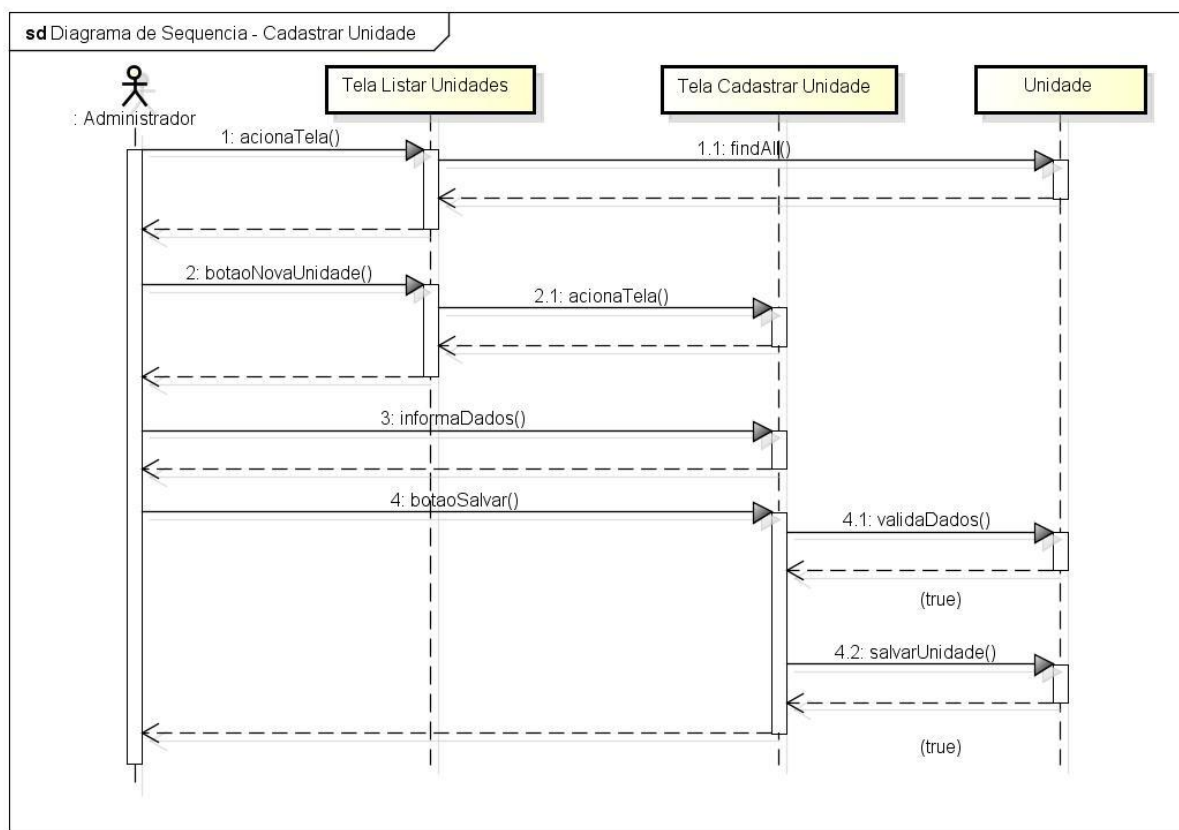 sd Diagrama de Sequencia - Cadastrar Unidade
Tela Listar Unidades
Tela Cadastrar Unidade
Unidade
: Administrador
1: acionaTela()
1.1: findAll()
2: botaoNovaUnidade()
2.1: acionaTela()
3: informaDados()
4: botaoSalvar()
4.1: validaDados()
(true)
4.2: salvarUnidade()
(true)